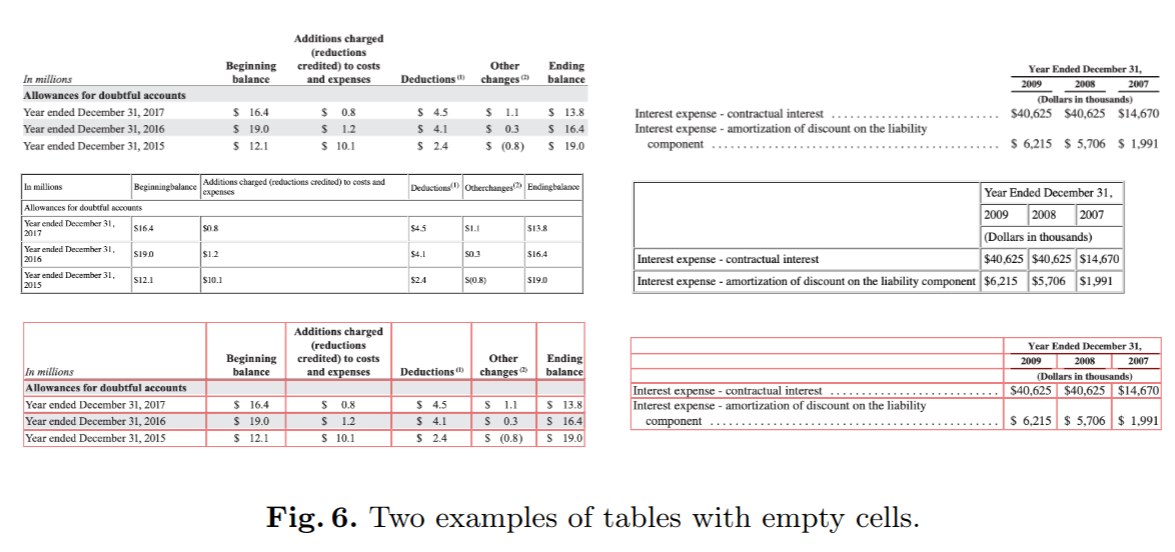 Additions charged
(reductions
Beginning credited) to costs Other Ending
In millions balance and expenses Deductions (1) changes (2) balance
Allowances for doubtful accounts
Year ended December 31, 2017 $ 16.4 $ 0.8 $ 4.5 $ 1.1 $ 13.8
Year ended December 31, 2016 $ 19.0 $ 1.2 $ 4.1 $ 0.3 $ 16.4
Year ended December 31, 2015 $ 12.1 $ 10.1 $ 2.4 $ (0.8) $ 19.0
In millions Beginningbalance Additions charged (reductions credited) to costs and Deductions(1) Otherchanges(2) Endingbalance
expenses
Allowances for doubtful accounts
Year ended December 31,
2017 $16.4 $0.8 $4.5 $1.1 $13.8
Year ended December 31,
2016 $19.0 $1.2 $4.1 $0.3 $16.4
Year ended December 31,
2015 $12.1 $10.1 $2.4 $(0.8) $19.0
Additions charged
(reductions
Beginning credited) to costs Other Ending
In millions balance and expenses Deductions (1) changes (2) balance
Allowances for doubtful accounts
Year ended December 31, 2017 $ 16.4 $ 0.8 $ 4.5 $ 1.1 $ 13.8
Year ended December 31, 2016 $ 19.0 $ 1.2 $ 4.1 $ 0.3 $ 16.4
Year ended December 31, 2015 $ 12.1 $ 10.1 $ 2.4 $ (0.8) $ 19.0
Year Ended December 31,
2009 2008 2007
(Dollars in thousands)
Interest expense - contractual interest ............................ $40,625 $40,625 $14,670
Interest expense - amortization of discount on the liability
component ................................................ $ 6,215 $ 5,706 $ 1,991
Year Ended December 31,
2009 2008 2007
(Dollars in thousands)
Interest expense - contractual interest $40,625 $40,625 $14,670
Interest expense - amortization of discount on the liability component $6,215 $5,706 $1,991
Year Ended December 31,
2009 2008 2007
(Dollars in thousands)
Interest expense - contractual interest ............................ $40,625 $40,625 $14,670
Interest expense - amortization of discount on the liability
component ................................................ $ 6,215 $ 5,706 $ 1,991
Fig. 6. Two examples of tables with empty cells.